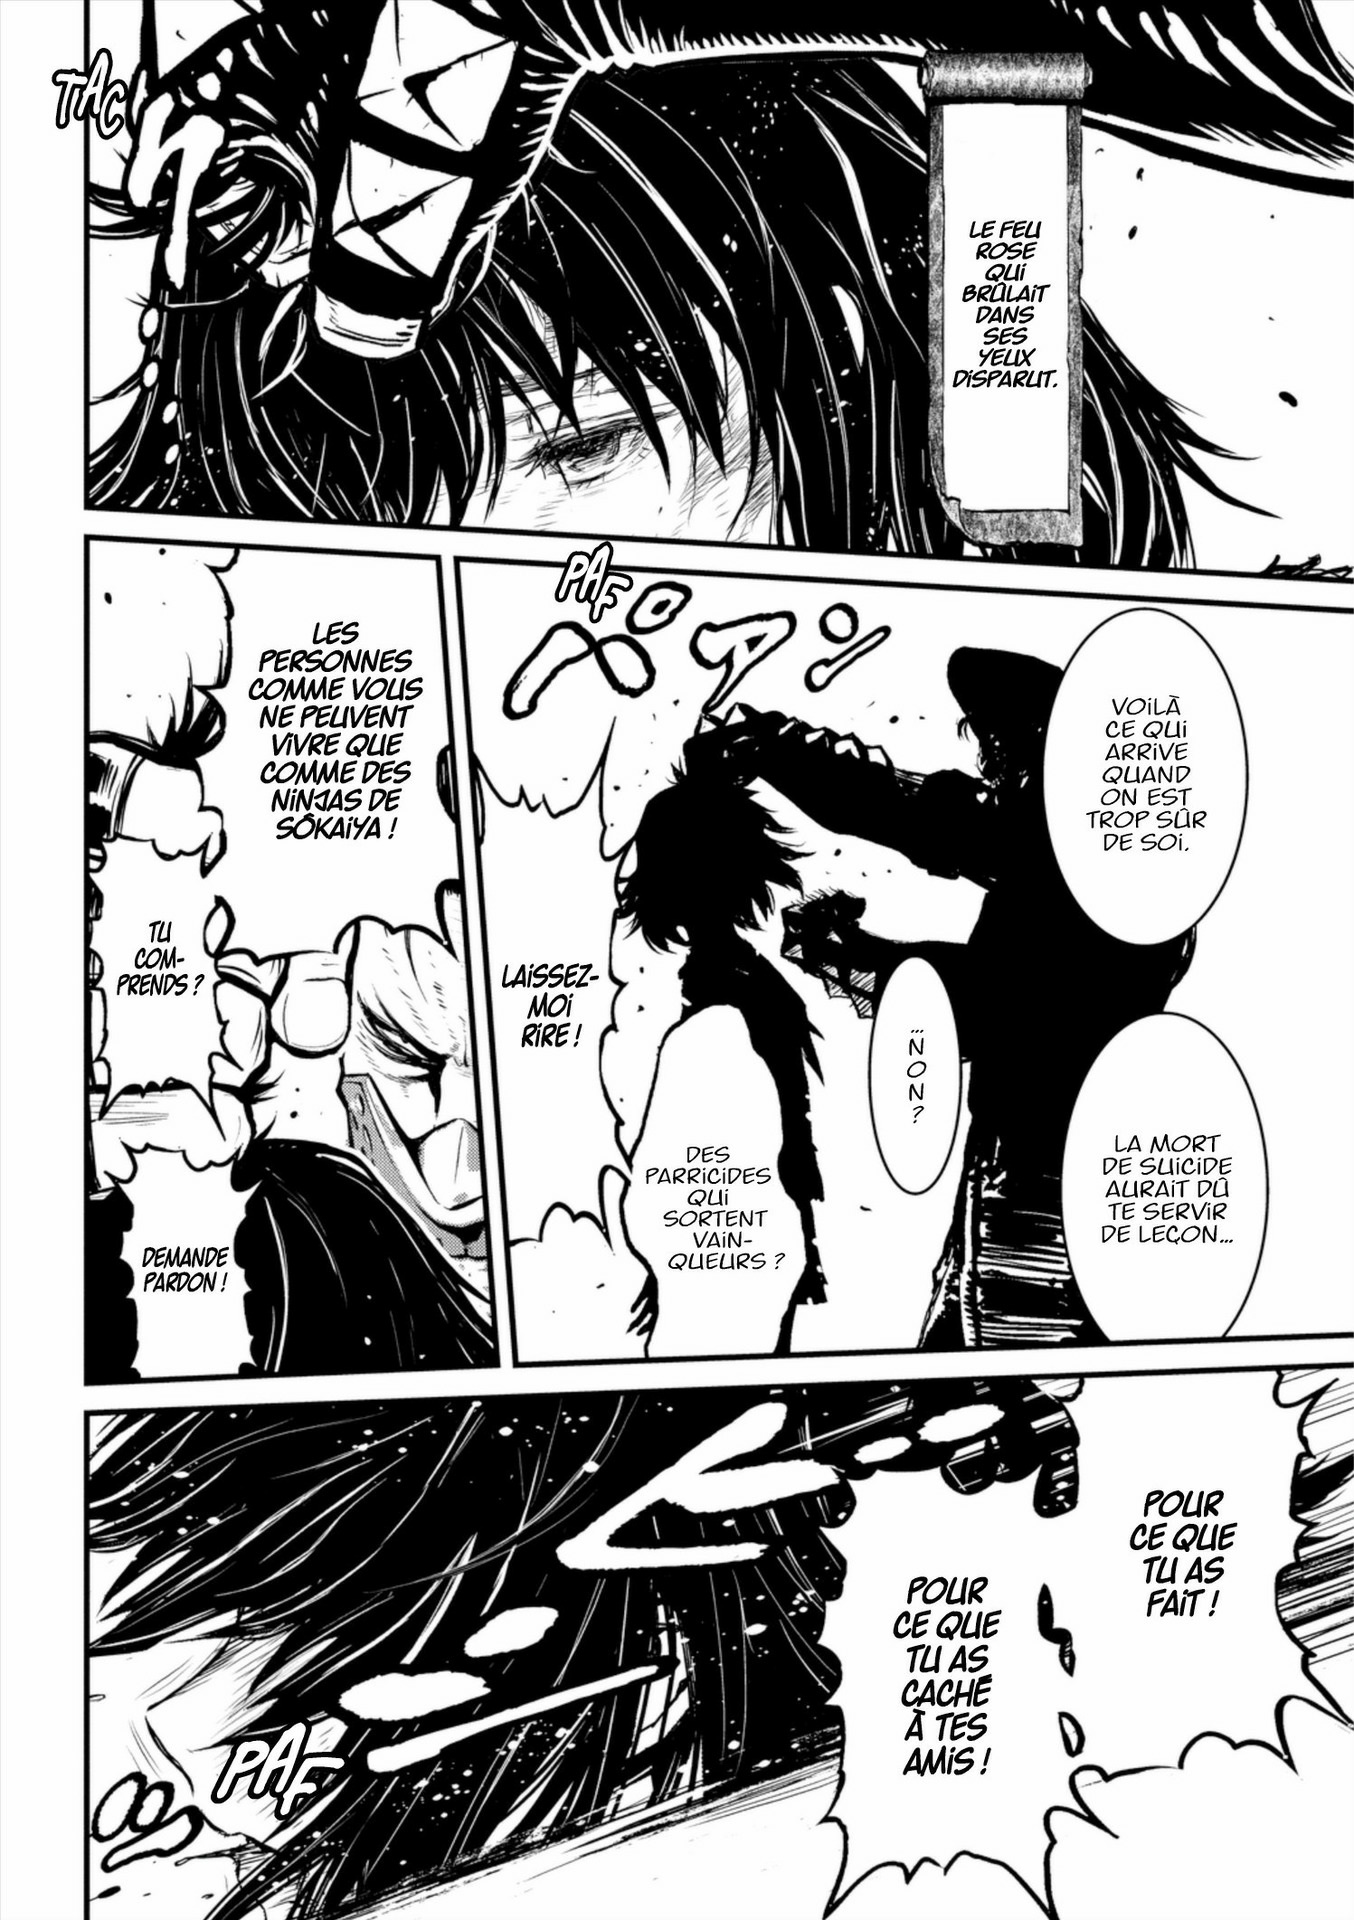 TAC
LE FEU
ROSE
QUI
BRÛLAIT
DANS
SES
YEUX
DISPARUT.
PAF
ペアン
VOILÀ
CE QUI
ARRIVE
QUAND
ON EST
TROP SÛR
DE SOI.
LA MORT
DE SUICIDE
AURAIT DÛ
TE SERVIR
DE LEÇON...
...NON?
DES
PARRICIDES
QUI
SORTENT
VAIN-
QUEURS ?
LAISSEZ-
MOI
RIRE !
LES
PERSONNES
COMME VOUS
NE PEUVENT
VIVRE QUE
COMME DES
NINJAS DE
SÔKAIYA !
TU
COM-
PRENDS ?
DEMANDE
PARDON !
POUR
CE QUE
TU AS
FAIT !
POUR
CE QUE
TU AS
CACHÉ
À TES
AMIS !
PAF